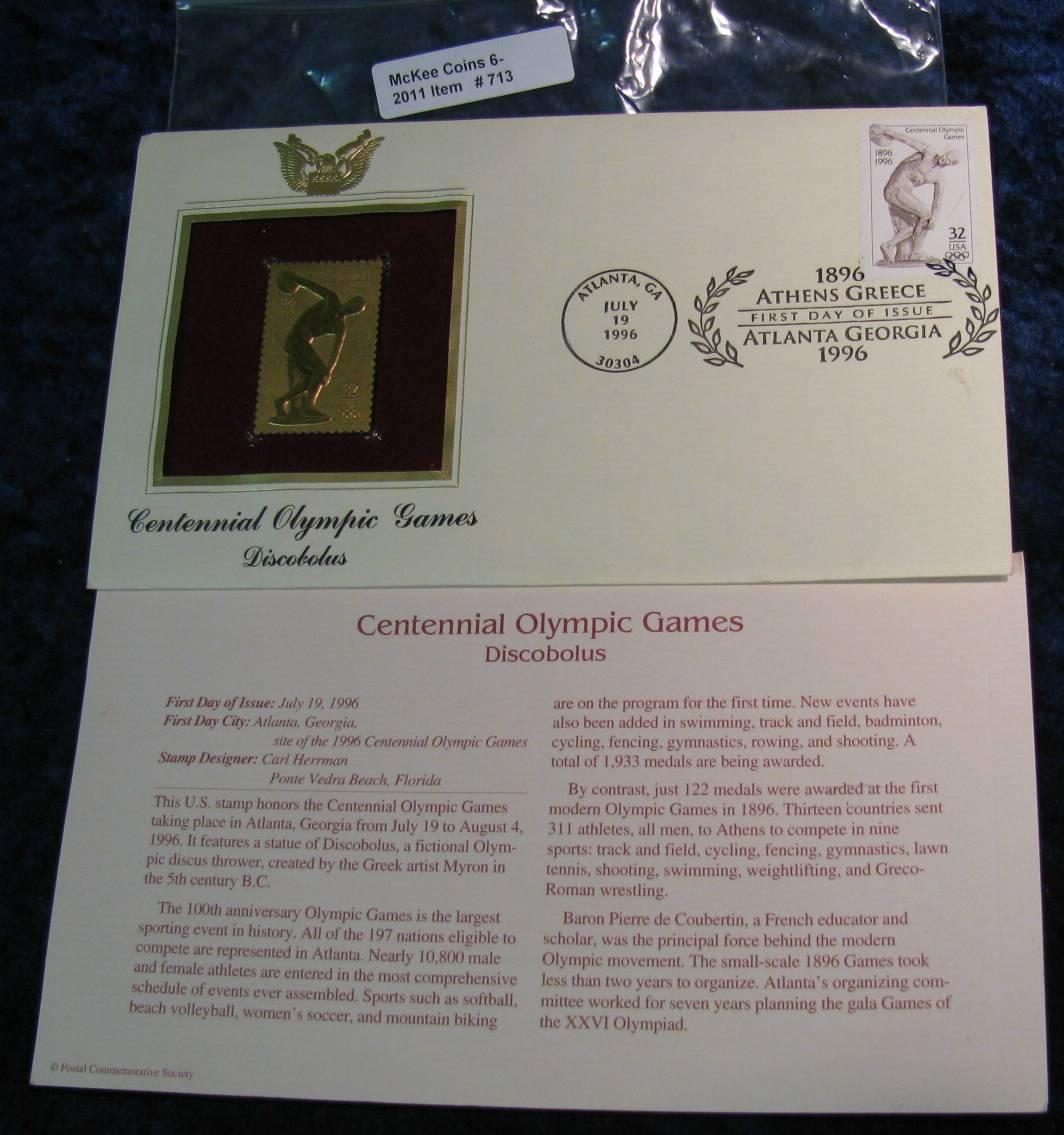 McKee Coins 6-
2011 Item # 713
Centennial Olympic
Games
1896
1996
32
USA
32
USA
ATLANTA, GA
JULY
19
1996
30304
1896
ATHENS GREECE
FIRST DAY OF ISSUE
ATLANTA GEORGIA
1996
Centennial Olympic Games
Discobolus
Centennial Olympic Games
Discobolus
First Day of Issue: July 19, 1996
First Day City: Atlanta, Georgia,
site of the 1996 Centennial Olympic Games
Stamp Designer: Carl Herrman
Ponte Vedra Beach, Florida
This U.S. stamp honors the Centennial Olympic Games
taking place in Atlanta, Georgia from July 19 to August 4,
1996. It features a statue of Discobolus, a fictional Olym-
pic discus thrower, created by the Greek artist Myron in
the 5th century B.C.
The 100th anniversary Olympic Games is the largest
sporting event in history. All of the 197 nations eligible to
compete are represented in Atlanta. Nearly 10,800 male
and female athletes are entered in the most comprehensive
schedule of events ever assembled. Sports such as softball,
beach volleyball, women's soccer, and mountain biking
are on the program for the first time. New events have
also been added in swimming, track and field, badminton,
cycling, fencing, gymnastics, rowing, and shooting. A
total of 1,933 medals are being awarded.
By contrast, just 122 medals were awarded at the first
modern Olympic Games in 1896. Thirteen countries sent
311 athletes, all men, to Athens to compete in nine
sports: track and field, cycling, fencing, gymnastics, lawn
tennis, shooting, swimming, weightlifting, and Greco-
Roman wrestling.
Baron Pierre de Coubertin, a French educator and
scholar, was the principal force behind the modern
Olympic movement. The small-scale 1896 Games took
less than two years to organize. Atlanta's organizing com-
mittee worked for seven years planning the gala Games of
the XXVI Olympiad.
© Postal Commemorative Society